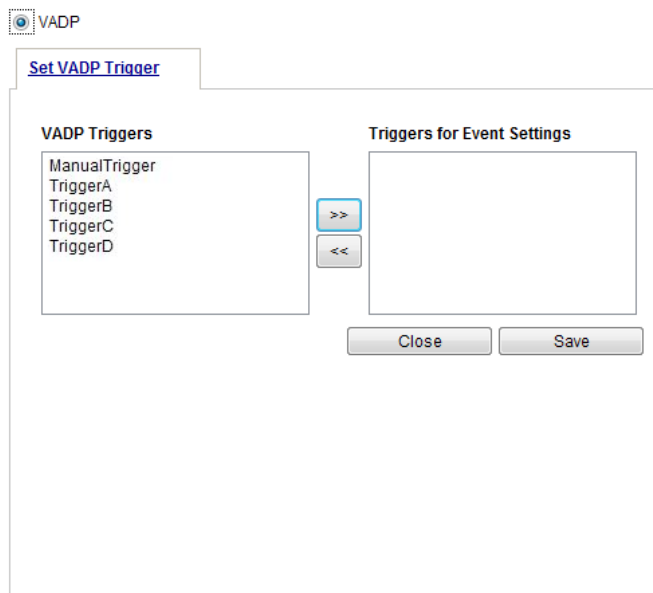 VADP
Set VADP Trigger
VADP Triggers
Triggers for Event Settings
ManualTrigger
TriggerA
TriggerB
TriggerC
TriggerD
>>
<<
Close
Save